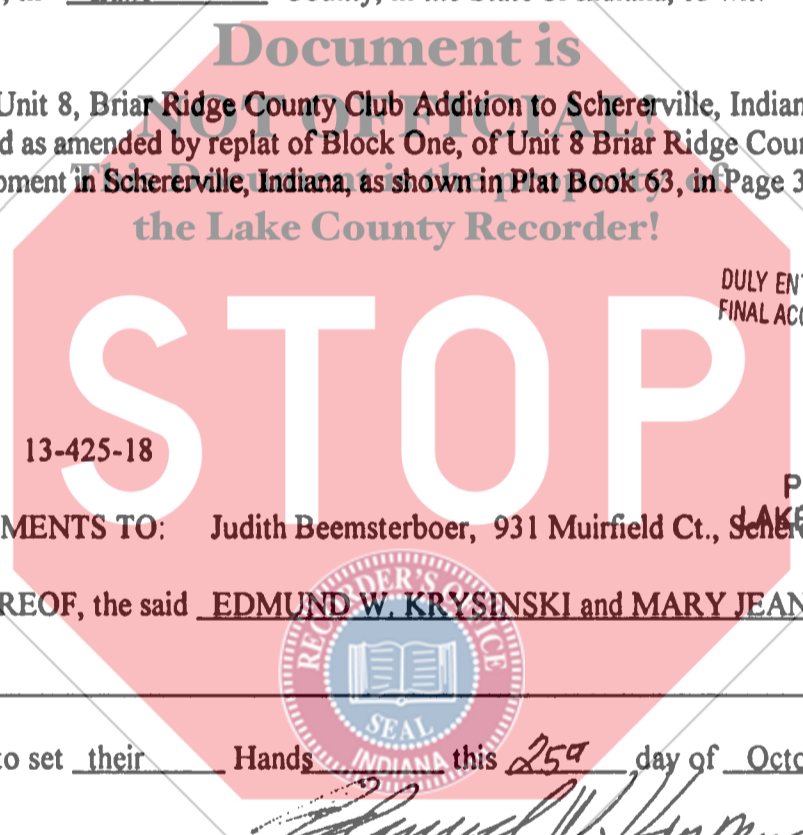 Document is
Unit 8, Briar Ridge County Club Addition to Schererville, Indian
NOT OFFICIAL!
d as amended by replat of Block One, of Unit 8 Briar Ridge Cour
This Document is the property of
pment in Schererville, Indiana, as shown in Plat Book 63, in Page 3
the Lake County Recorder!
DULY ENT
FINAL ACC
STOP
13-425-18
P
LAKE
MENTS TO: Judith Beemsterboer, 931 Muirfield Ct., Scher
REOF, the said EDMUND W. KRYSINSKI and MARY JEAN
RECORDER'S OFFICE
SEAL
INDIANA
to set their Hands this 25 day of Octo